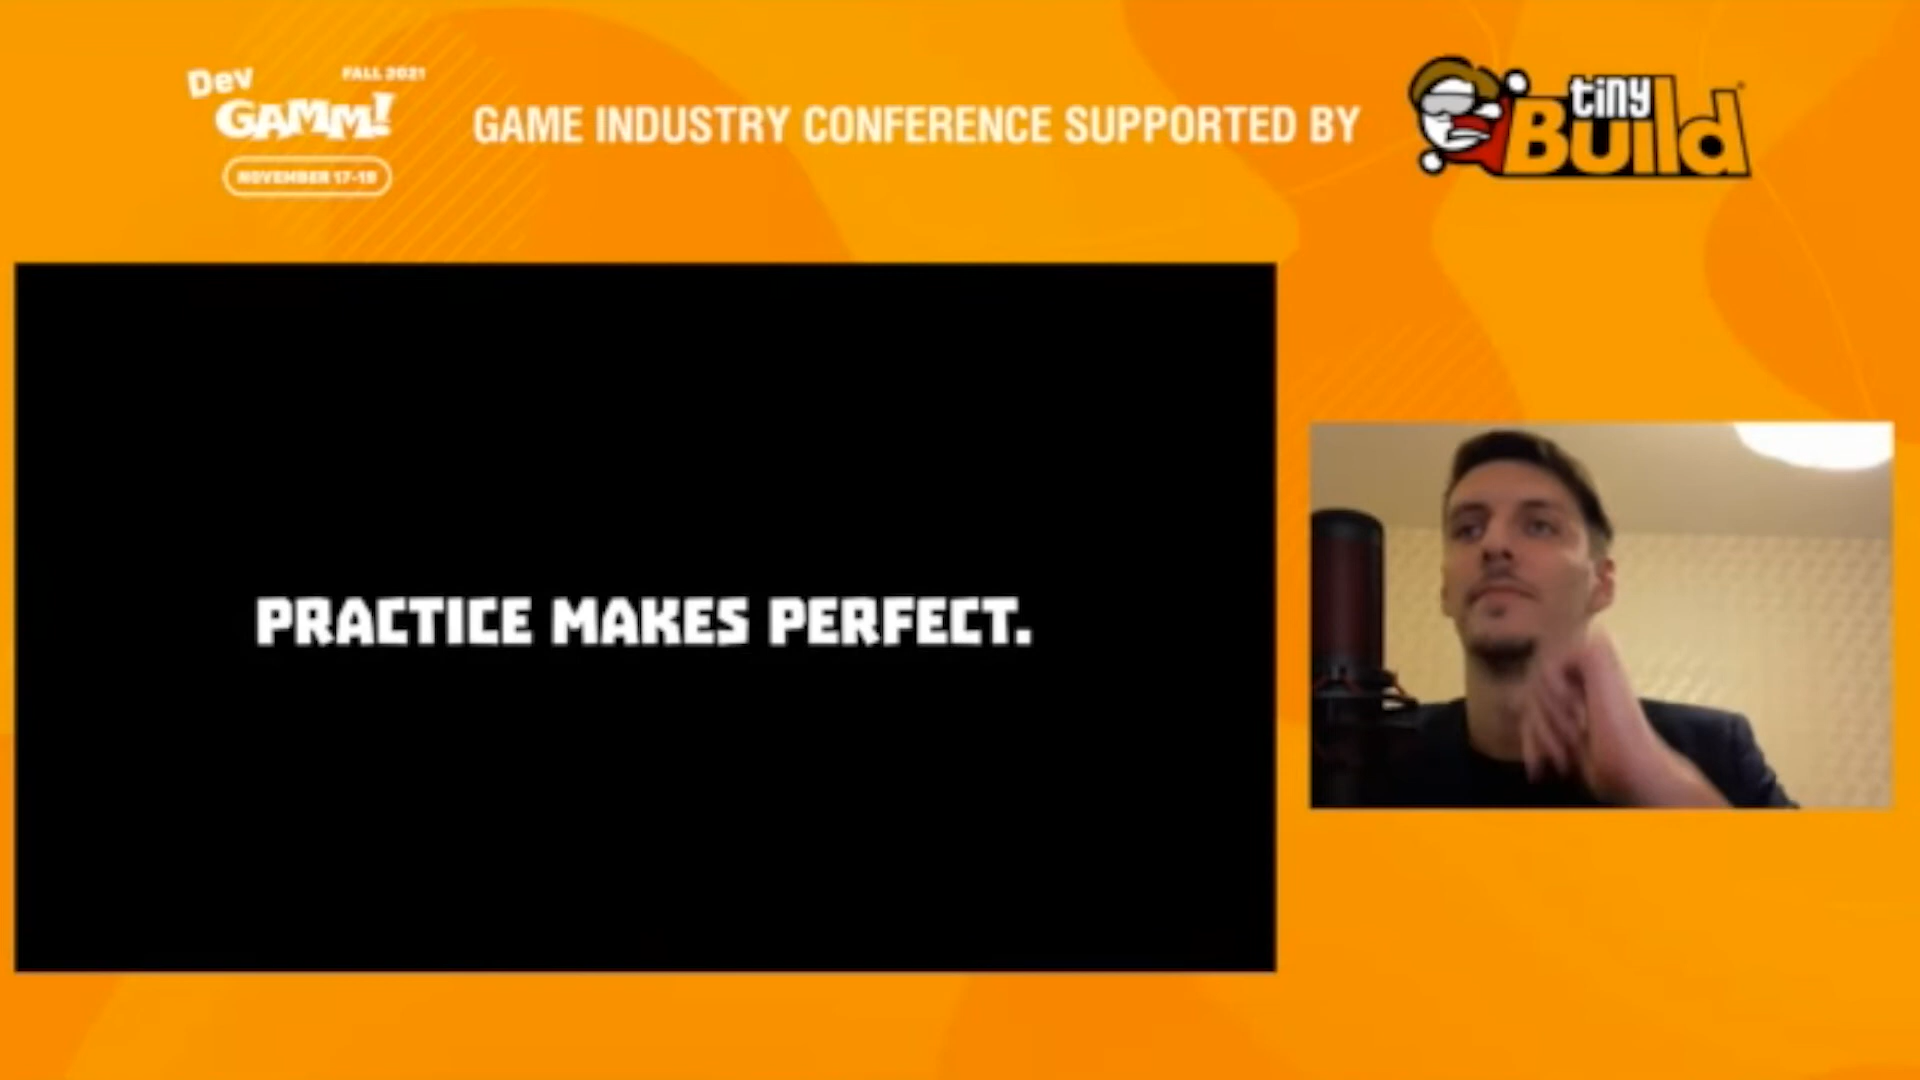 Dev
GAMM!
FALL 2021
NOVEMBER 17-19
GAME INDUSTRY CONFERENCE SUPPORTED BY
tiny
Build
PRACTICE MAKES PERFECT.